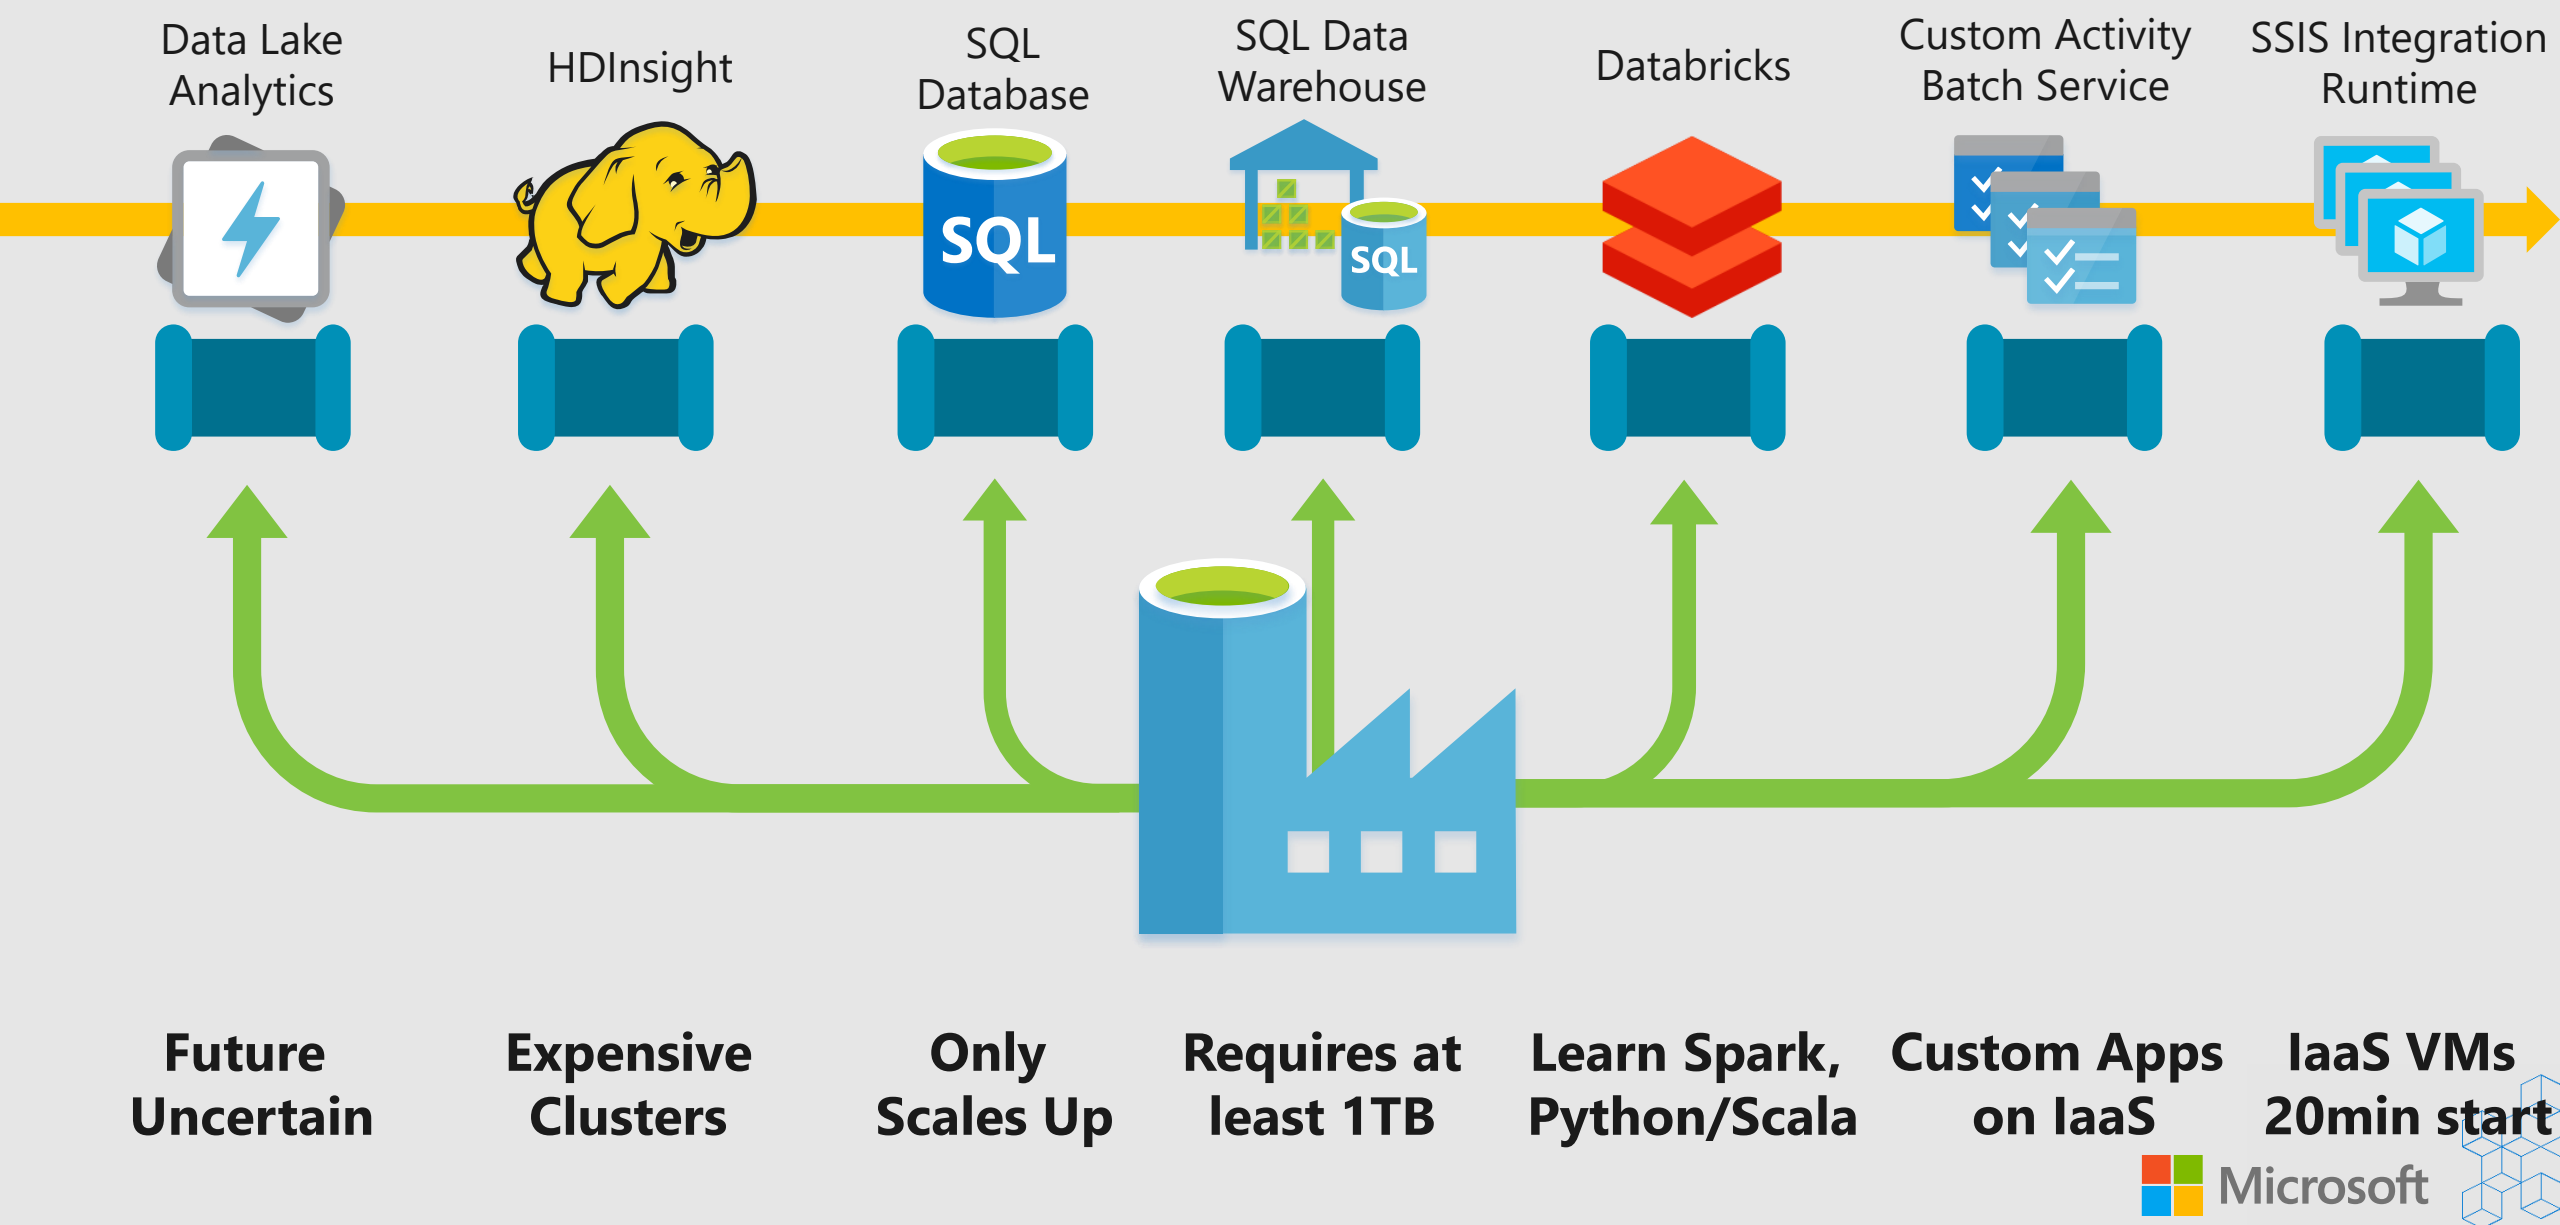 Data Lake
Analytics
HDInsight
SQL
Database
SQL Data
Warehouse
Databricks
Custom Activity
Batch Service
SSIS Integration
Runtime
SQL
SQL
Future
Uncertain
Expensive
Clusters
Only
Scales Up
Requires at
least 1TB
Learn Spark,
Python/Scala
Custom Apps
on IaaS
IaaS VMs
20min start
Microsoft